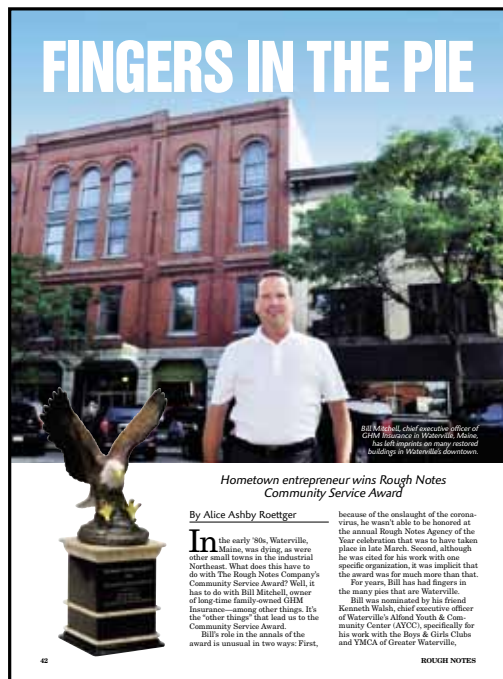 FINGERS IN THE PIE
Bill Mitchell, chief executive officer of
GHM Insurance in Waterville, Maine,
has left imprints on many restored
buildings in Waterville's downtown.
Hometown entrepreneur wins Rough Notes
Community Service Award
By Alice Ashby Roettger
In the early '80s, Waterville,
Maine, was dying, as were
other small towns in the industrial
Northeast. What does this have to
do with The Rough Notes Company's
Community Service Award? Well, it
has to do with Bill Mitchell, owner
of long-time family-owned GHM
Insurance—among other things. It's
the "other things" that lead us to the
Community Service Award.
Bill's role in the annals of the
award is unusual in two ways: First,
because of the onslaught of the corona-
virus, he wasn't able to be honored at
the annual Rough Notes Agency of the
Year celebration that was to have taken
place in late March. Second, although
he was cited for his work with one
specific organization, it was implicit that
the award was for much more than that.
For years, Bill has had fingers in
the many pies that are Waterville.
Bill was nominated by his friend
Kenneth Walsh, chief executive officer
of Waterville's Alfond Youth & Com-
munity Center (AYCC), specifically for
his work with the Boys & Girls Clubs
and YMCA of Greater Waterville,
42
ROUGH NOTES